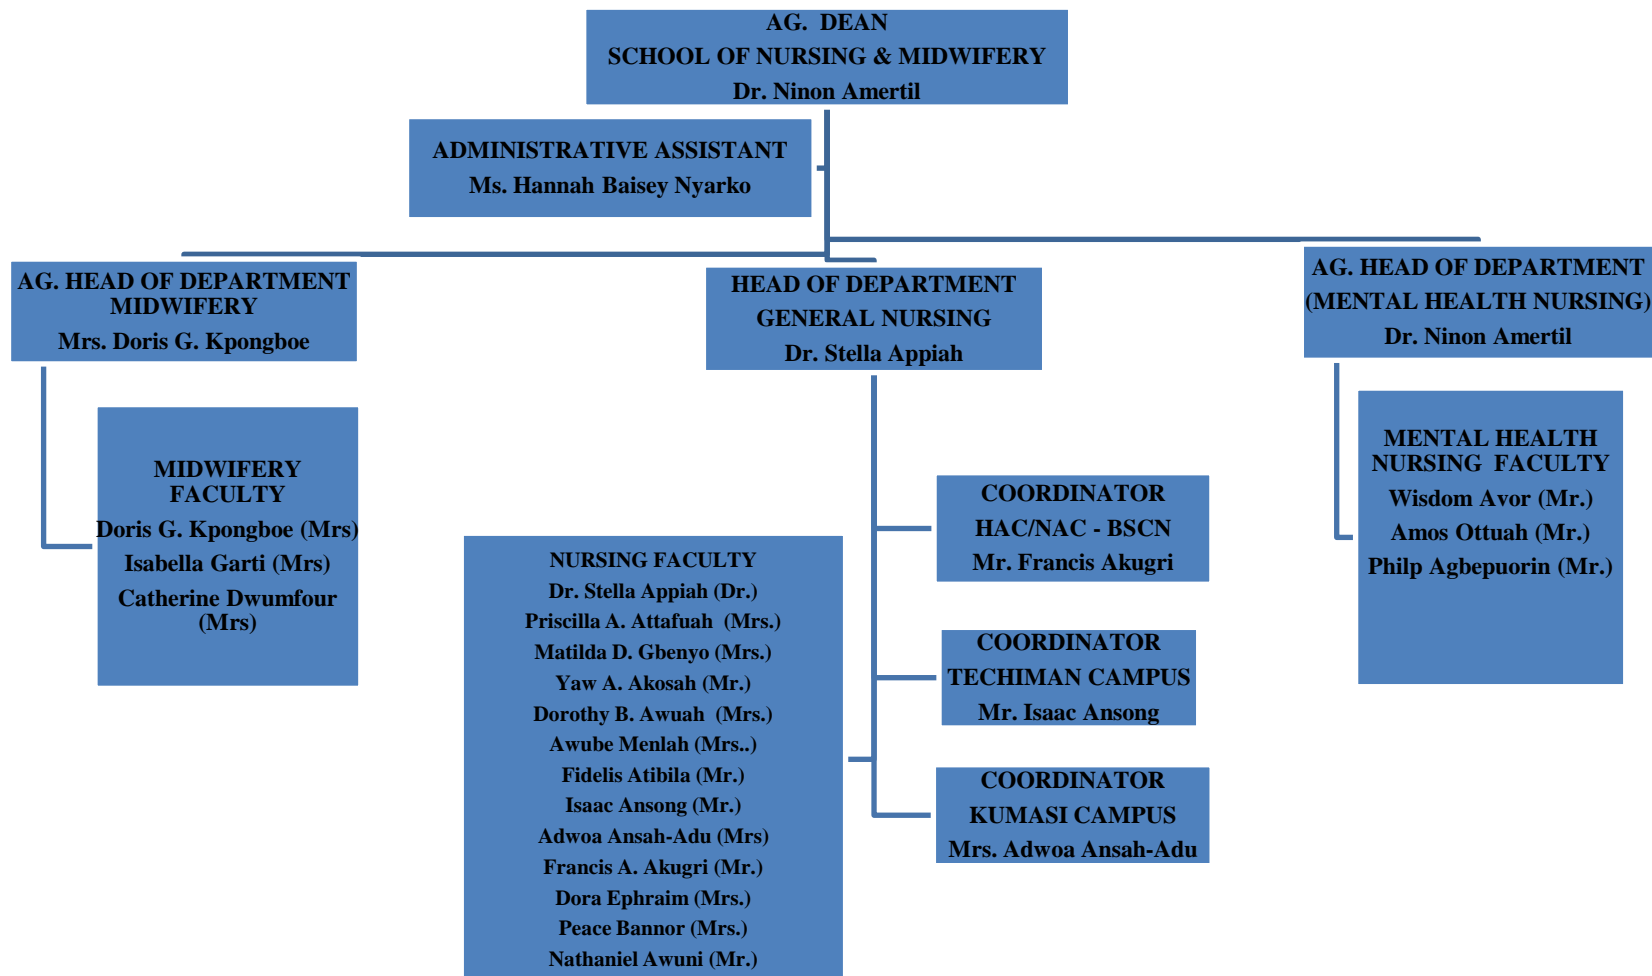 AG. DEAN
SCHOOL OF NURSING & MIDWIFERY
Dr. Ninon Amertil
ADMINISTRATIVE ASSISTANT
Ms. Hannah Baisey Nyarko
AG. HEAD OF DEPARTMENT
MIDWIFERY
Mrs. Doris G. Kpongboe
HEAD OF DEPARTMENT
GENERAL NURSING
Dr. Stella Appiah
AG. HEAD OF DEPARTMENT
(MENTAL HEALTH NURSING)
Dr. Ninon Amertil
MIDWIFERY
FACULTY
Doris G. Kpongboe (Mrs)
Isabella Garti (Mrs)
Catherine Dwumfour
(Mrs)
NURSING FACULTY
Dr. Stella Appiah (Dr.)
Priscilla A. Attafuah (Mrs.)
Matilda D. Gbenyo (Mrs.)
Yaw A. Akosah (Mr.)
Dorothy B. Awuah (Mrs.)
Awube Menlah (Mrs..)
Fidelis Atibila (Mr.)
Isaac Ansong (Mr.)
Adwoa Ansah-Adu (Mrs)
Francis A. Akugri (Mr.)
Dora Ephraim (Mrs.)
Peace Bannor (Mrs.)
Nathaniel Awuni (Mr.)
COORDINATOR
HAC/NAC - BSCN
Mr. Francis Akugri
COORDINATOR
TECHIMAN CAMPUS
Mr. Isaac Ansong
COORDINATOR
KUMASI CAMPUS
Mrs. Adwoa Ansah-Adu
MENTAL HEALTH
NURSING FACULTY
Wisdom Avor (Mr.)
Amos Ottuah (Mr.)
Philp Agbepuorin (Mr.)